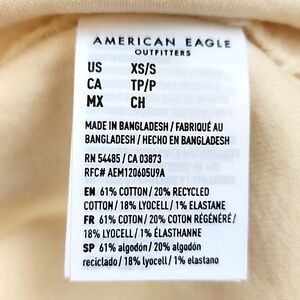 AMERICAN EAGLE
OUTFITTERS
US XS/S
CA TP/P
MX CH
MADE IN BANGLADESH / FABRIQUÉ AU
BANGLADESH / HECHO EN BANGLADESH
RN 54485 / CA 03873
RFC# AEM120605U9A
EN 61% COTTON/ 20% RECYCLED
COTTON/ 18% LYOCELL / 1% ELASTANE
FR 61% COTON/ 20% COTON RÉGÉNÉRÉ/
18% LYOCELL / 1% ÉLASTHANNE
SP 61% algodón/ 20% algodón
reciclado / 18% lyocell / 1% elastano